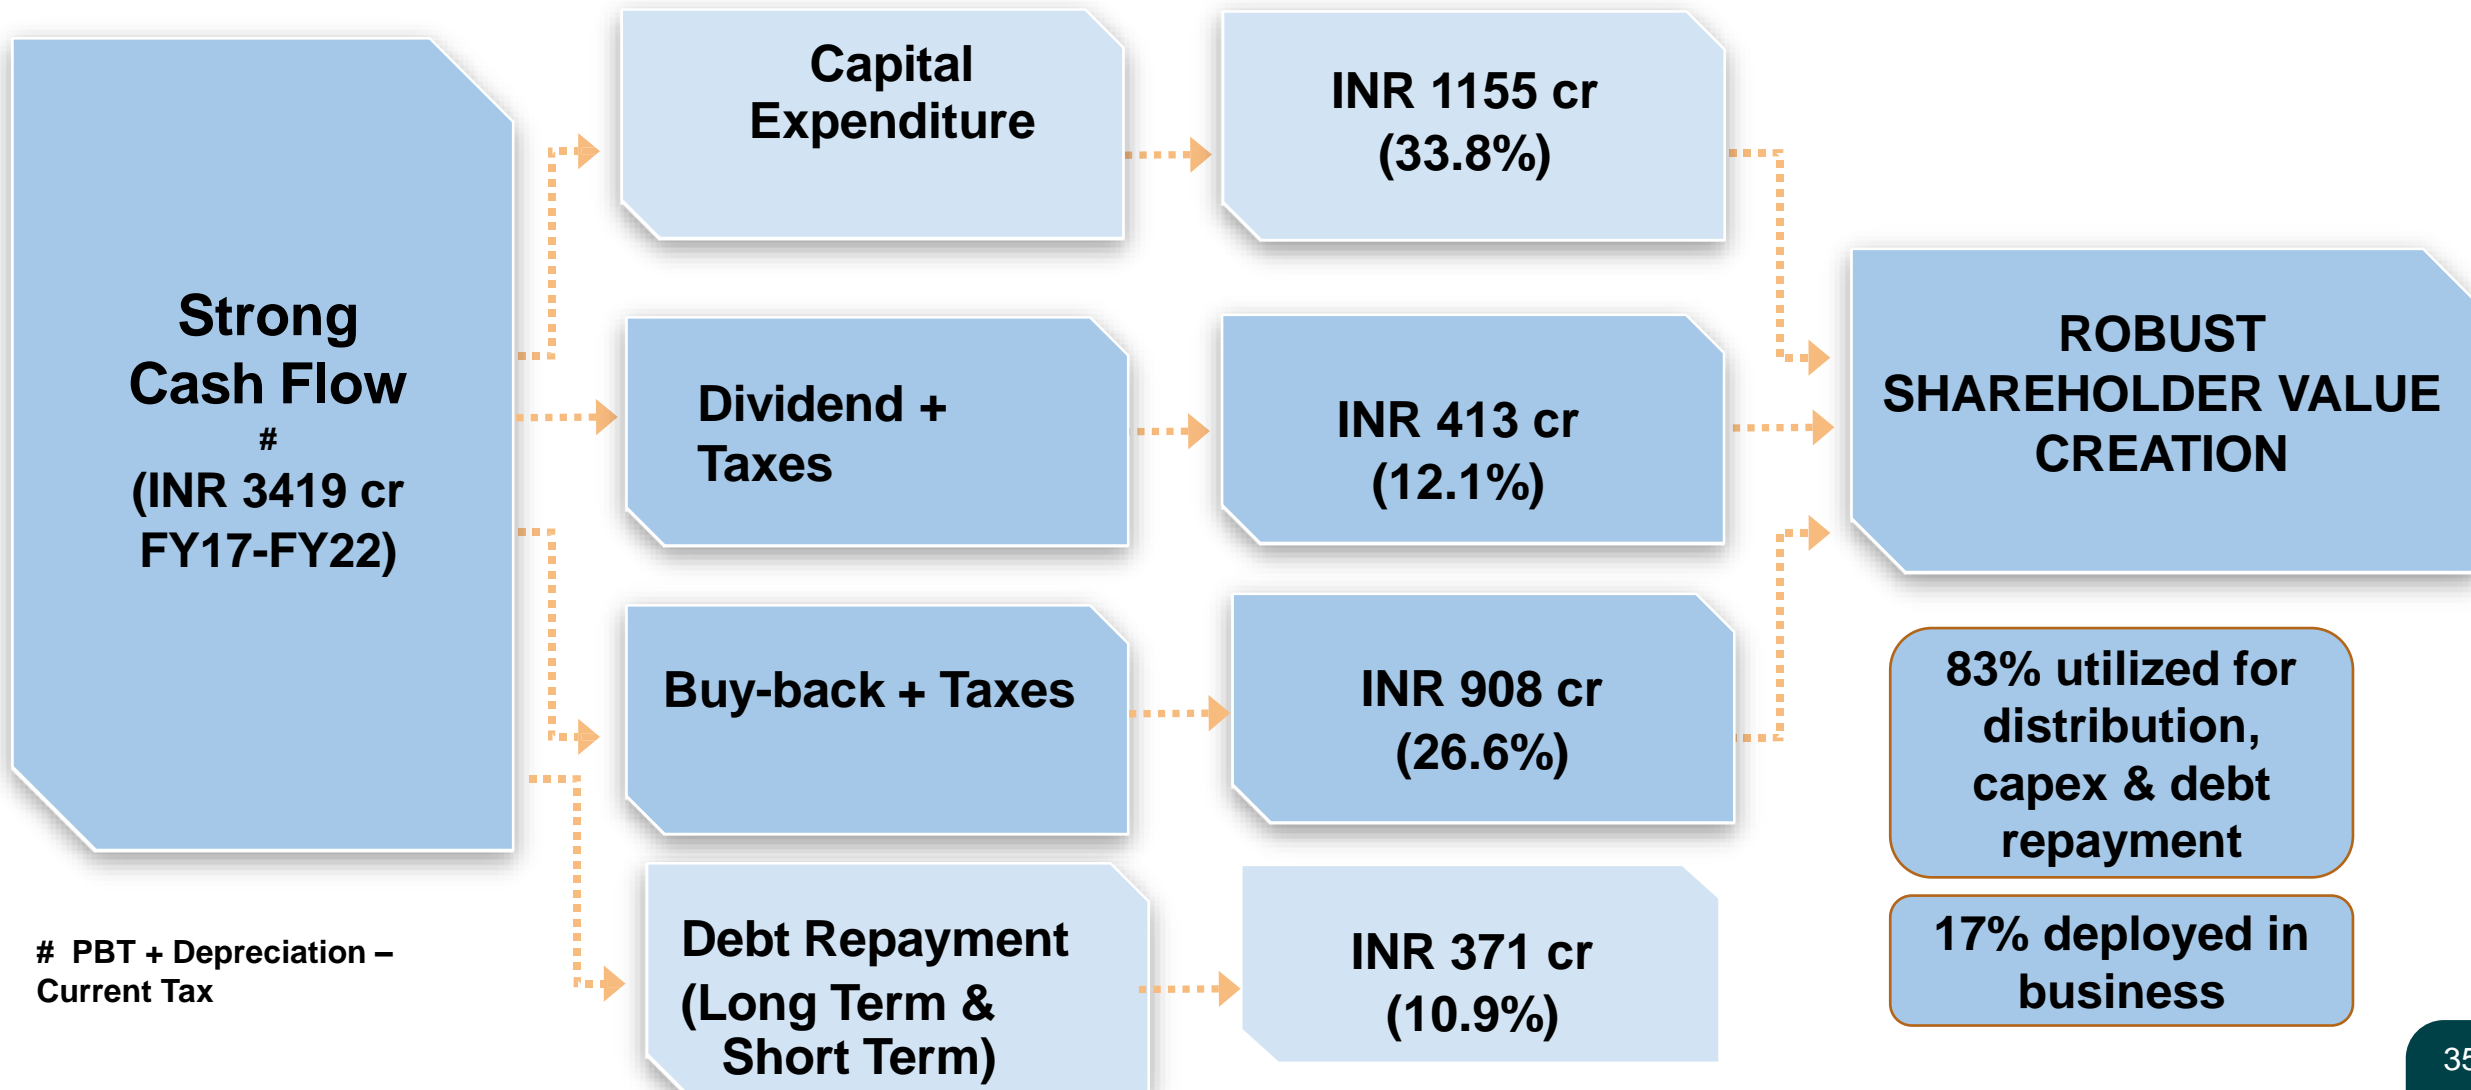 Strong
Cash Flow
#
(INR 3419 cr
FY17-FY22)
# PBT + Depreciation –
Current Tax
Capital
Expenditure
INR 1155 cr
(33.8%)
Dividend +
Taxes
INR 413 cr
(12.1%)
Buy-back + Taxes
INR 908 cr
(26.6%)
Debt Repayment
(Long Term &
Short Term)
INR 371 cr
(10.9%)
ROBUST
SHAREHOLDER VALUE
CREATION
83% utilized for
distribution,
capex & debt
repayment
17% deployed in
business
35